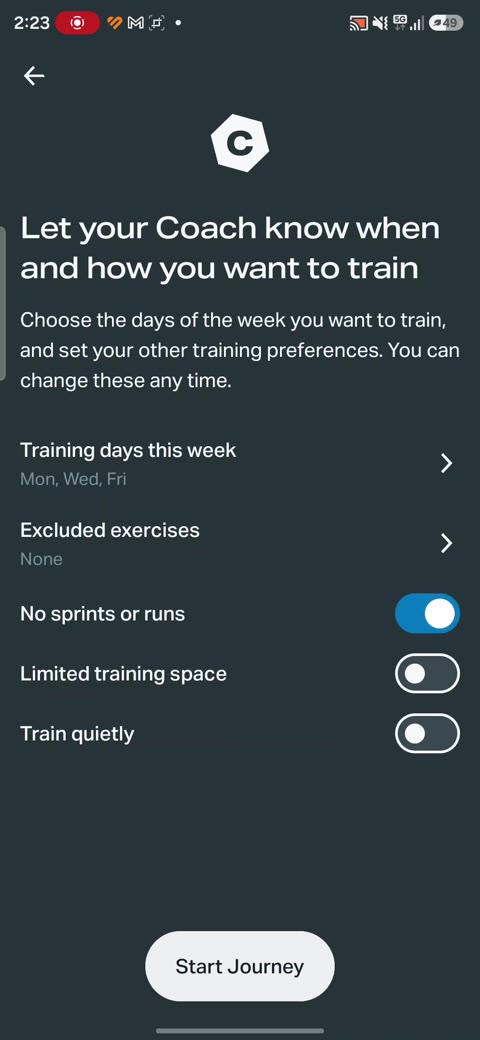 2:23
5G
49
C
Let your Coach know when
and how you want to train
Choose the days of the week you want to train,
and set your other training preferences. You can
change these any time.
Training days this week
Mon, Wed, Fri
Excluded exercises
None
No sprints or runs
Limited training space
Train quietly
Start Journey